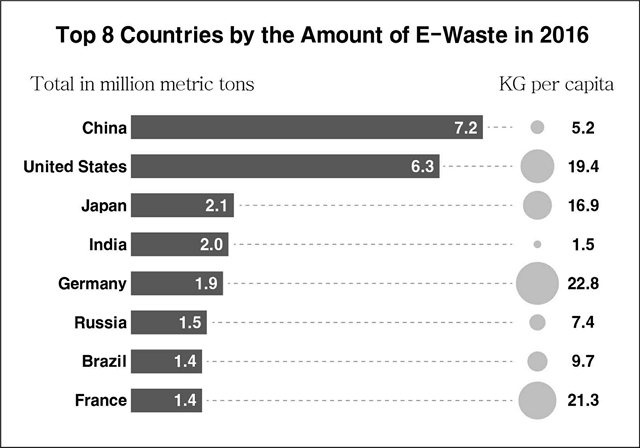 Top 8 Countries by the Amount of E-Waste in 2016
Total in million metric tons KG per capita
China 7.2 5.2
United States 6.3 19.4
Japan 2.1 16.9
India 2.0 1.5
Germany 1.9 22.8
Russia 1.5 7.4
Brazil 1.4 9.7
France 1.4 21.3